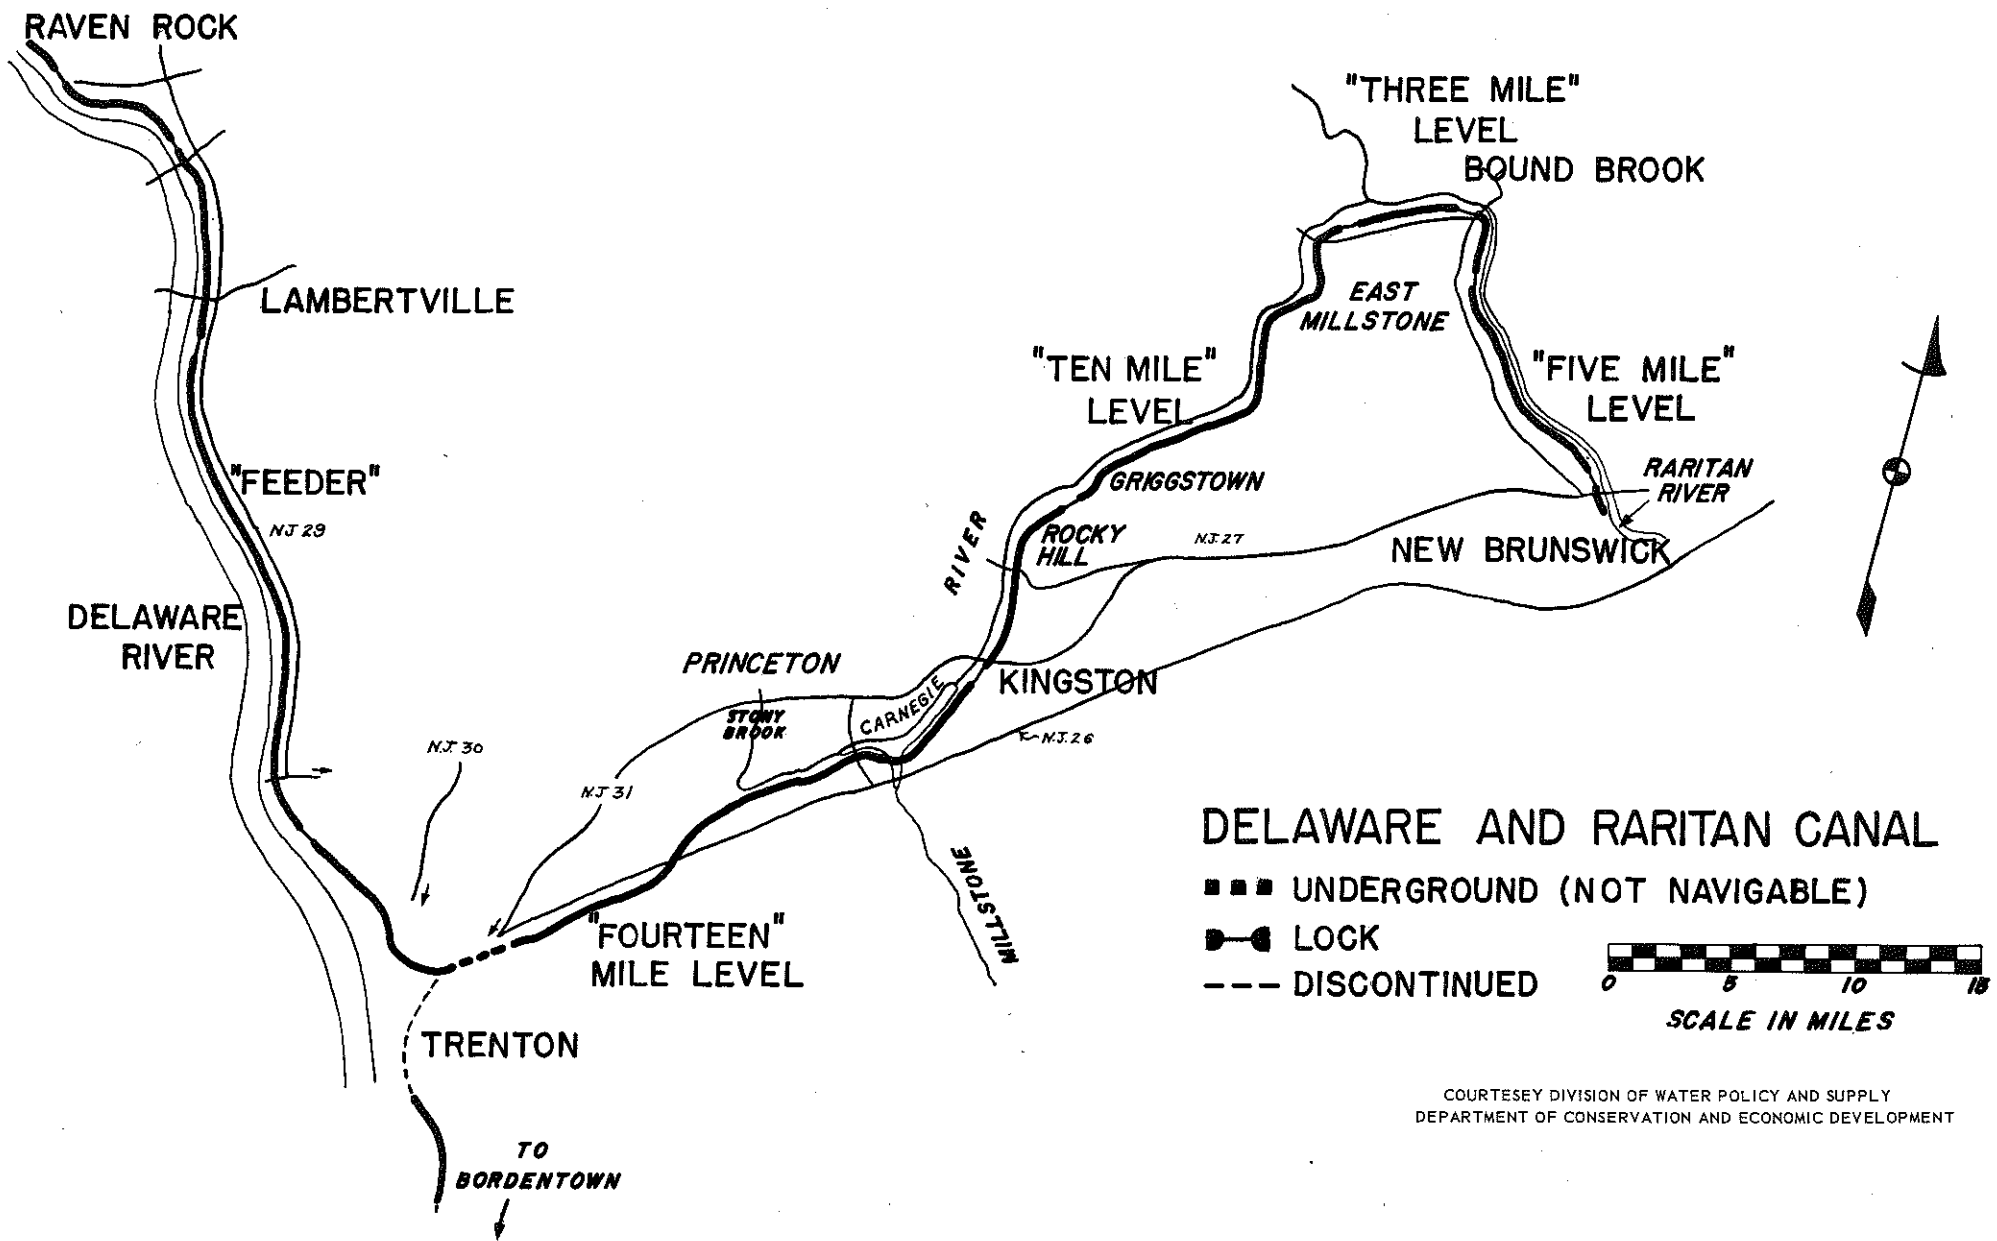 RAVEN ROCK
"THREE MILE"
LEVEL
BOUND BROOK
LAMBERTVILLE
EAST
MILLSTONE
"TEN MILE"
LEVEL
"FIVE MILE"
LEVEL
"FEEDER"
N.J 29
GRIGGSTOWN
RARITAN
RIVER
RIVER
ROCKY
HILL
N.J. 27
NEW BRUNSWICK
DELAWARE
RIVER
PRINCETON
KINGSTON
STONY
BROOK
CARNEGIE
N.J. 30
N.J. 26
N.J 31
MILLSTONE
"FOURTEEN"
MILE LEVEL
TRENTON
TO
BORDENTOWN
DELAWARE AND RARITAN CANAL
UNDERGROUND (NOT NAVIGABLE)
LOCK
DISCONTINUED
0 5 10 15
SCALE IN MILES
COURTESEY DIVISION OF WATER POLICY AND SUPPLY
DEPARTMENT OF CONSERVATION AND ECONOMIC DEVELOPMENT